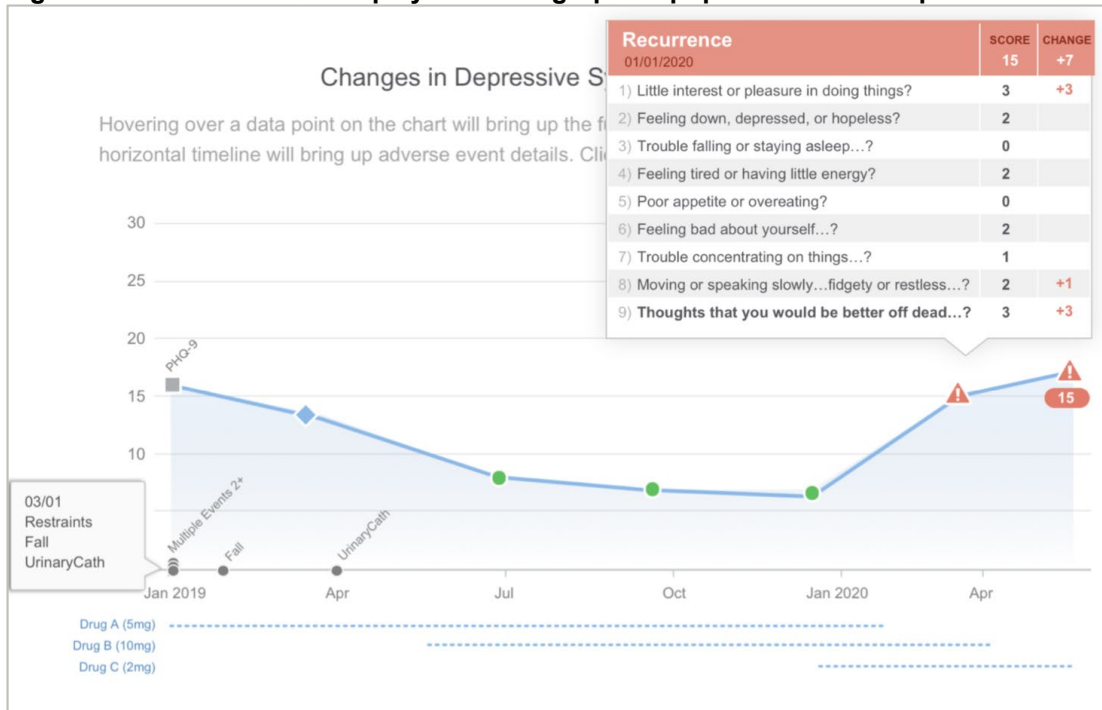 Changes in Depressive S
Hovering over a data point on the chart will bring up the f
horizontal timeline will bring up adverse event details. Cli
Recurrence
01/01/2020
SCORE
15
CHANGE
+7
1) Little interest or pleasure in doing things? 3 +3
2) Feeling down, depressed, or hopeless? 2
3) Trouble falling or staying asleep…? 0
4) Feeling tired or having little energy? 2
5) Poor appetite or overeating? 0
6) Feeling bad about yourself…? 2
7) Trouble concentrating on things…? 1
8) Moving or speaking slowly…fidgety or restless…? 2 +1
9) Thoughts that you would be better off dead…? 3 +3
30
25
20
15
10
PHQ-9
15
03/01
Restraints
Fall
UrinaryCath
Multiple Events 2+
Fall
UrinaryCath
Jan 2019 Apr Jul Oct Jan 2020 Apr
Drug A (5mg)
Drug B (10mg)
Drug C (2mg)